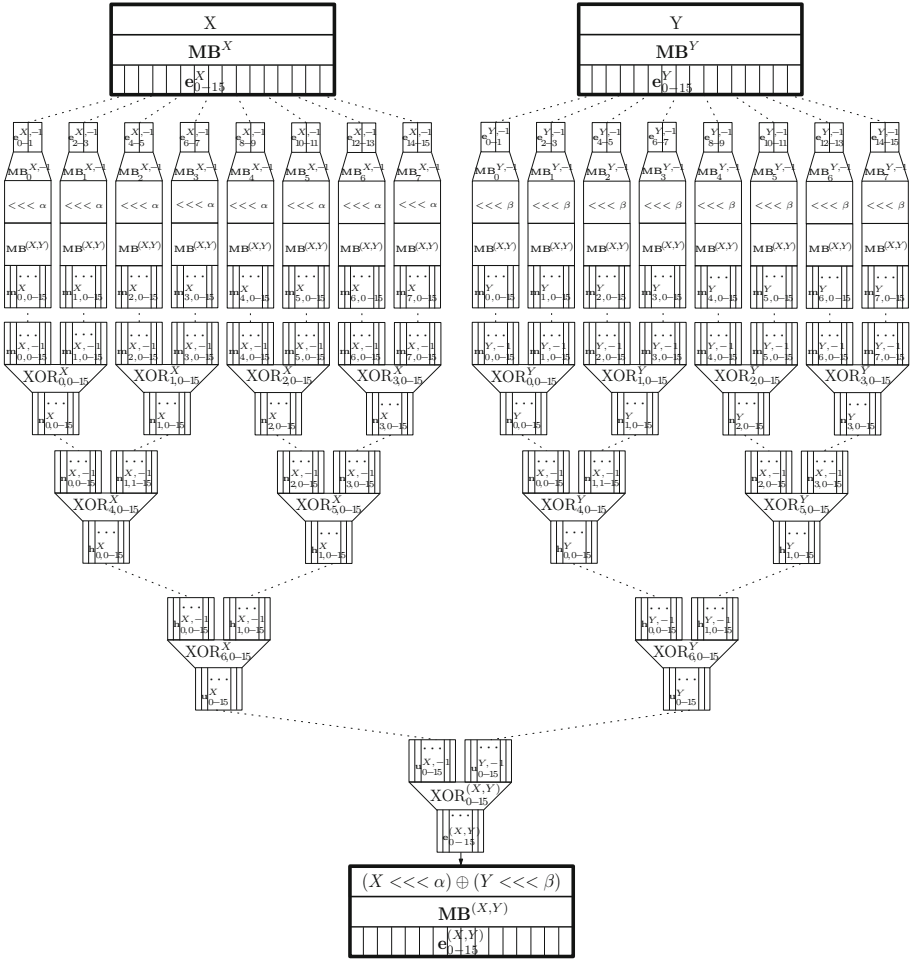 X Y
MB^X MB^Y
e^X_{0−15} e^Y_{0−15}
e^{X,−1}_{0−1} e^{X,−1}_{2−3} e^{X,−1}_{4−5} e^{X,−1}_{6−7} e^{X,−1}_{8−9} e^{X,−1}_{10−11} e^{X,−1}_{12−13} e^{X,−1}_{14−15} e^{Y,−1}_{0−1} e^{Y,−1}_{2−3} e^{Y,−1}_{4−5} e^{Y,−1}_{6−7} e^{Y,−1}_{8−9} e^{Y,−1}_{10−11} e^{Y,−1}_{12−13} e^{Y,−1}_{14−15}
MB^{X,−1}_0 MB^{X,−1}_1 MB^{X,−1}_2 MB^{X,−1}_3 MB^{X,−1}_4 MB^{X,−1}_5 MB^{X,−1}_6 MB^{X,−1}_7 MB^{Y,−1}_0 MB^{Y,−1}_1 MB^{Y,−1}_2 MB^{Y,−1}_3 MB^{Y,−1}_4 MB^{Y,−1}_5 MB^{Y,−1}_6 MB^{Y,−1}_7
<<< α <<< α <<< α <<< α <<< α <<< α <<< α <<< α <<< β <<< β <<< β <<< β <<< β <<< β <<< β <<< β
MB^{(X,Y)} MB^{(X,Y)} MB^{(X,Y)} MB^{(X,Y)} MB^{(X,Y)} MB^{(X,Y)} MB^{(X,Y)} MB^{(X,Y)} MB^{(X,Y)} MB^{(X,Y)} MB^{(X,Y)} MB^{(X,Y)} MB^{(X,Y)} MB^{(X,Y)} MB^{(X,Y)} MB^{(X,Y)}
··· ··· ··· ··· ··· ··· ··· ··· ··· ··· ··· ··· ··· ··· ··· ···
m^X_{0,0−15} m^X_{1,0−15} m^X_{2,0−15} m^X_{3,0−15} m^X_{4,0−15} m^X_{5,0−15} m^X_{6,0−15} m^X_{7,0−15} m^Y_{0,0−15} m^Y_{1,0−15} m^Y_{2,0−15} m^Y_{3,0−15} m^Y_{4,0−15} m^Y_{5,0−15} m^Y_{6,0−15} m^Y_{7,0−15}
··· ··· ··· ··· ··· ··· ··· ··· ··· ··· ··· ··· ··· ··· ··· ···
m^{X,−1}_{0,0−15} m^{X,−1}_{1,0−15} m^{X,−1}_{2,0−15} m^{X,−1}_{3,0−15} m^{X,−1}_{4,0−15} m^{X,−1}_{5,0−15} m^{X,−1}_{6,0−15} m^{X,−1}_{7,0−15} m^{Y,−1}_{0,0−15} m^{Y,−1}_{1,0−15} m^{Y,−1}_{2,0−15} m^{Y,−1}_{3,0−15} m^{Y,−1}_{4,0−15} m^{Y,−1}_{5,0−15} m^{Y,−1}_{6,0−15} m^{Y,−1}_{7,0−15}
XOR^X_{0,0−15} XOR^X_{1,0−15} XOR^X_{2,0−15} XOR^X_{3,0−15} XOR^Y_{0,0−15} XOR^Y_{1,0−15} XOR^Y_{2,0−15} XOR^Y_{3,0−15}
··· ··· ··· ··· ··· ··· ··· ···
n^X_{0,0−15} n^X_{1,0−15} n^X_{2,0−15} n^X_{3,0−15} n^Y_{0,0−15} n^Y_{1,0−15} n^Y_{2,0−15} n^Y_{3,0−15}
··· ··· ··· ··· ··· ··· ··· ···
n^{X,−1}_{0,0−15} n^{X,−1}_{1,1−15} n^{X,−1}_{2,0−15} n^{X,−1}_{3,0−15} n^{X,−1}_{0,0−15} n^{X,−1}_{1,1−15} n^{X,−1}_{2,0−15} n^{X,−1}_{3,0−15}
XOR^X_{4,0−15} XOR^X_{5,0−15} XOR^Y_{4,0−15} XOR^Y_{5,0−15}
··· ··· ··· ···
h^X_{0,0−15} h^X_{1,0−15} h^Y_{0,0−15} h^Y_{1,0−15}
··· ··· ··· ···
h^{X,−1}_{0,0−15} h^{X,−1}_{1,0−15} h^{Y,−1}_{0,0−15} h^{Y,−1}_{1,0−15}
XOR^X_{6,0−15} XOR^Y_{6,0−15}
··· ···
u^X_{0−15} u^Y_{0−15}
··· ···
u^{X,−1}_{0−15} u^{Y,−1}_{0−15}
XOR^{(X,Y)}_{0−15}
···
e^{(X,Y)}_{0−15}
(X <<< α) ⊕ (Y <<< β)
MB^{(X,Y)}
e^{(X,Y)}_{0−15}